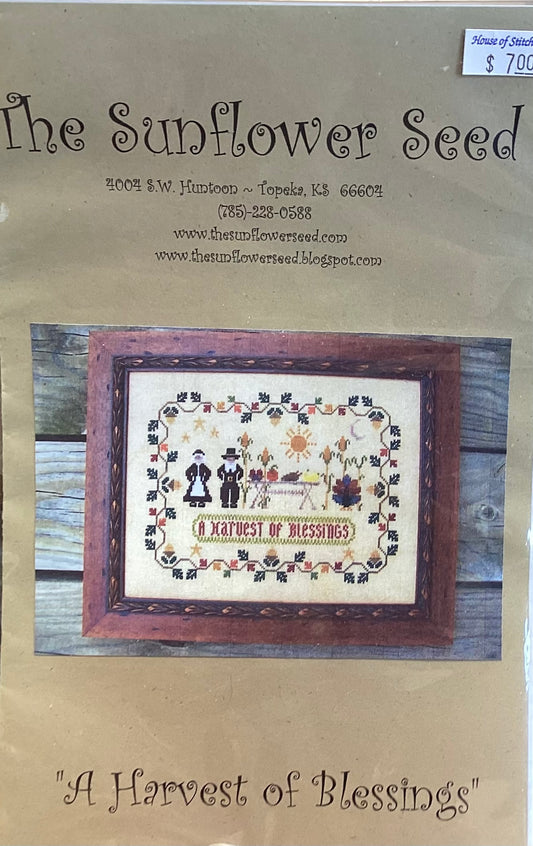 House of Stitch
$ 7.00
The Sunflower Seed
4004 S.W. Huntoon ~ Topeka, KS 66604
(785)-228-0588
www.thesunflowerseed.com
www.thesunflowerseed.blogspot.com
A HARVEST OF BLESSINGS
"A Harvest of Blessings"